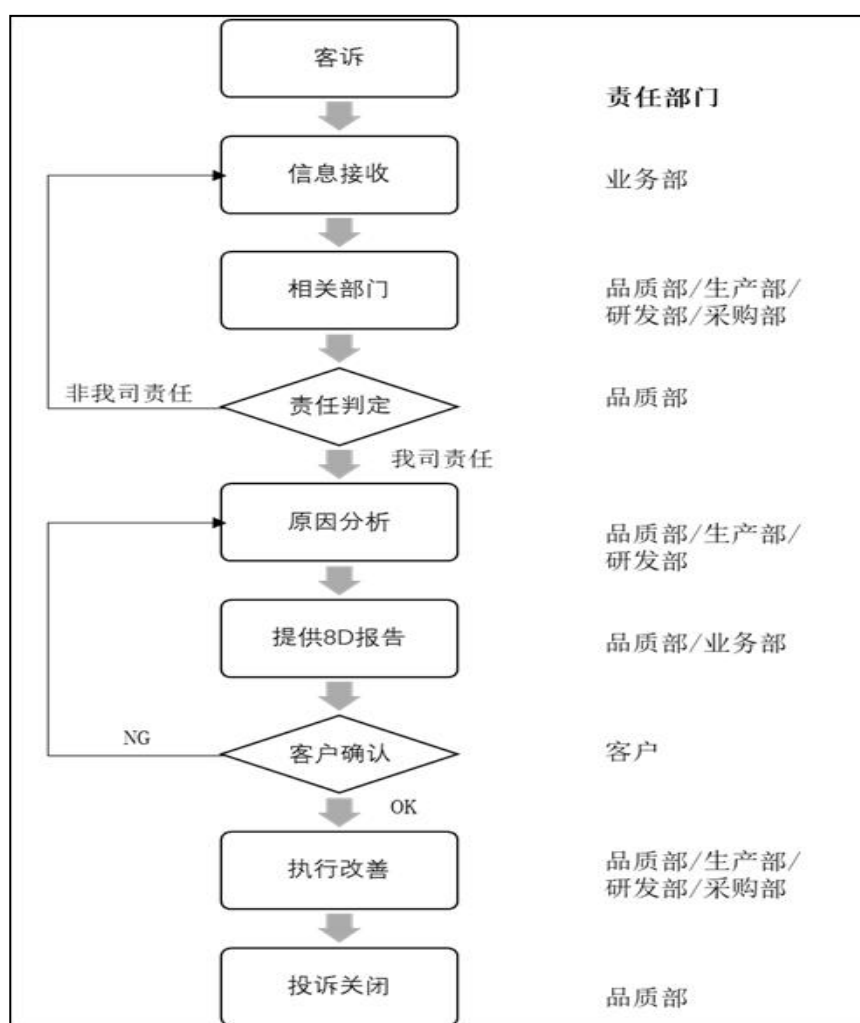 客诉
责任部门
信息接收
业务部
相关部门
品质部/生产部/
研发部/采购部
非我司责任
责任判定
品质部
我司责任
原因分析
品质部/生产部/
研发部
提供8D报告
品质部/业务部
NG
客户确认
客户
OK
执行改善
品质部/生产部/
研发部/采购部
投诉关闭
品质部